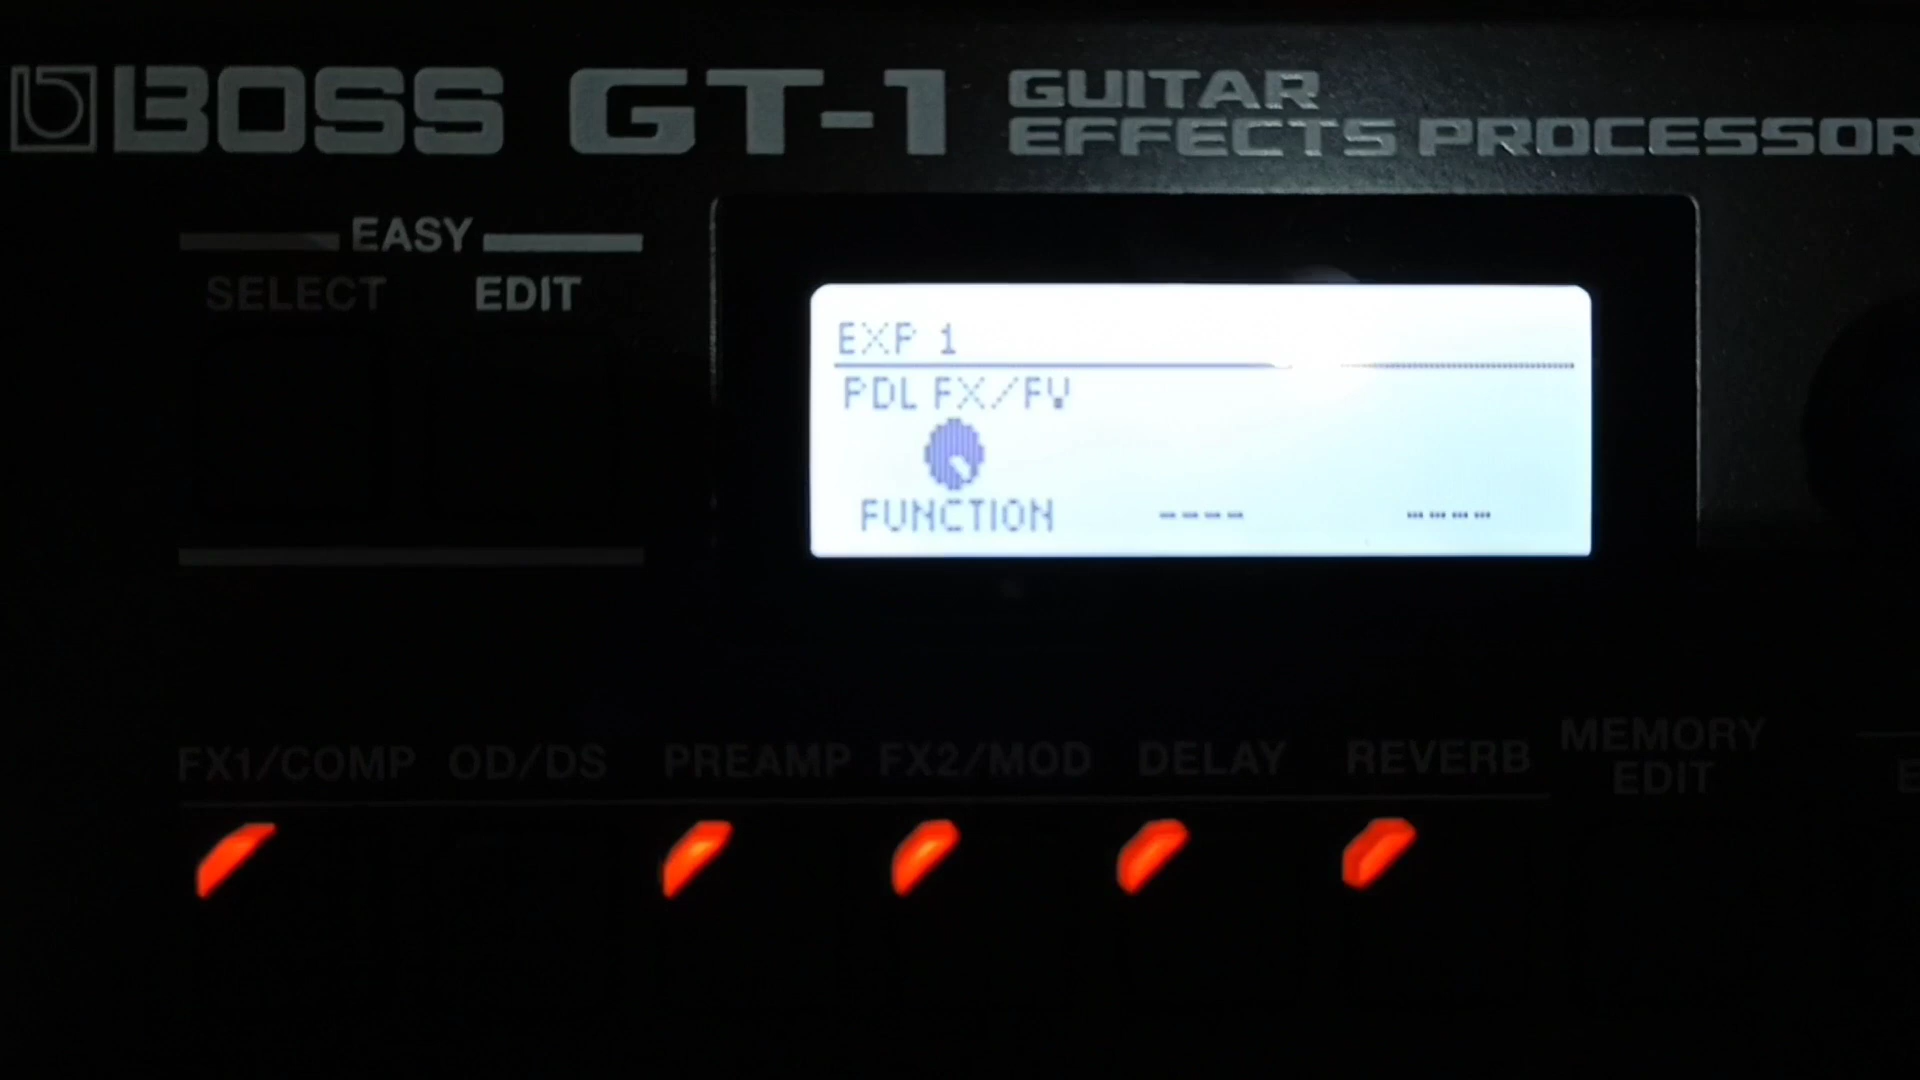 BOSS GT-1 GUITAR
EFFECTS PROCESSOR
EASY
SELECT EDIT
EXP 1
PDL FX/FV
FUNCTION ---- ----
FX1/COMP OD/DS PREAMP FX2/MOD DELAY REVERB MEMORY
EDIT